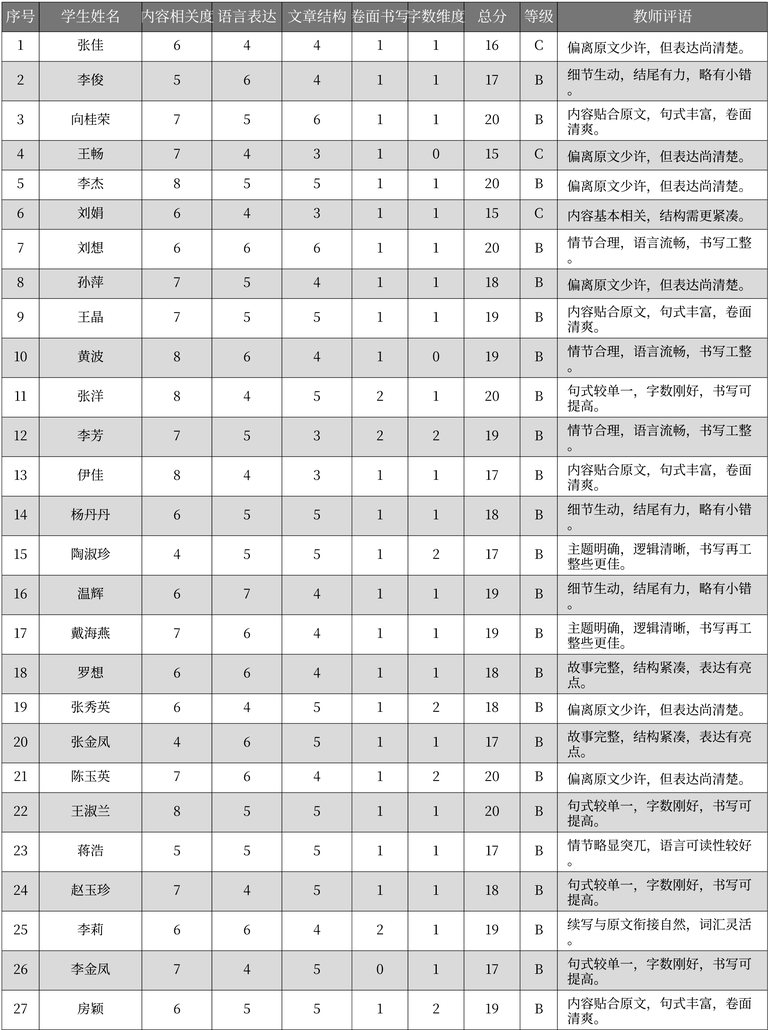 序号 学生姓名 内容相关度 语言表达 文章结构 卷面书写 字数维度 总分 等级 教师评语
1 张佳 6 4 4 1 1 16 C 偏离原文少许，但表达尚清楚。
2 李俊 5 6 4 1 1 17 B 细节生动，结尾有力，略有小错
。
3 向桂荣 7 5 6 1 1 20 B 内容贴合原文，句式丰富，卷面
清爽。
4 王畅 7 4 3 1 0 15 C 偏离原文少许，但表达尚清楚。
5 李杰 8 5 5 1 1 20 B 偏离原文少许，但表达尚清楚。
6 刘娟 6 4 3 1 1 15 C 内容基本相关，结构需更紧凑。
7 刘想 6 6 6 1 1 20 B 情节合理，语言流畅，书写工整
。
8 孙萍 7 5 4 1 1 18 B 偏离原文少许，但表达尚清楚。
9 王晶 7 5 5 1 1 19 B 内容贴合原文，句式丰富，卷面
清爽。
10 黄波 8 6 4 1 0 19 B 情节合理，语言流畅，书写工整
。
11 张洋 8 4 5 2 1 20 B 句式较单一，字数刚好，书写可
提高。
12 李芳 7 5 3 2 2 19 B 情节合理，语言流畅，书写工整
。
13 伊佳 8 4 3 1 1 17 B 内容贴合原文，句式丰富，卷面
清爽。
14 杨丹丹 6 5 5 1 1 18 B 细节生动，结尾有力，略有小错
。
15 陶淑珍 4 5 5 1 2 17 B 主题明确，逻辑清晰，书写再工
整些更佳。
16 温辉 6 7 4 1 1 19 B 细节生动，结尾有力，略有小错
。
17 戴海燕 7 6 4 1 1 19 B 主题明确，逻辑清晰，书写再工
整些更佳。
18 罗想 6 6 4 1 1 18 B 故事完整，结构紧凑，表达有亮
点。
19 张秀英 6 4 5 1 2 18 B 偏离原文少许，但表达尚清楚。
20 张金凤 4 6 5 1 1 17 B 故事完整，结构紧凑，表达有亮
点。
21 陈玉英 7 6 4 1 2 20 B 偏离原文少许，但表达尚清楚。
22 王淑兰 8 5 5 1 1 20 B 句式较单一，字数刚好，书写可
提高。
23 蒋浩 5 5 5 1 1 17 B 情节略显突兀，语言可读性较好
。
24 赵玉珍 7 4 5 1 1 18 B 句式较单一，字数刚好，书写可
提高。
25 李莉 6 6 4 2 1 19 B 续写与原文衔接自然，词汇灵活
。
26 李金凤 7 4 5 0 1 17 B 句式较单一，字数刚好，书写可
提高。
27 房颖 6 5 5 1 2 19 B 内容贴合原文，句式丰富，卷面
清爽。